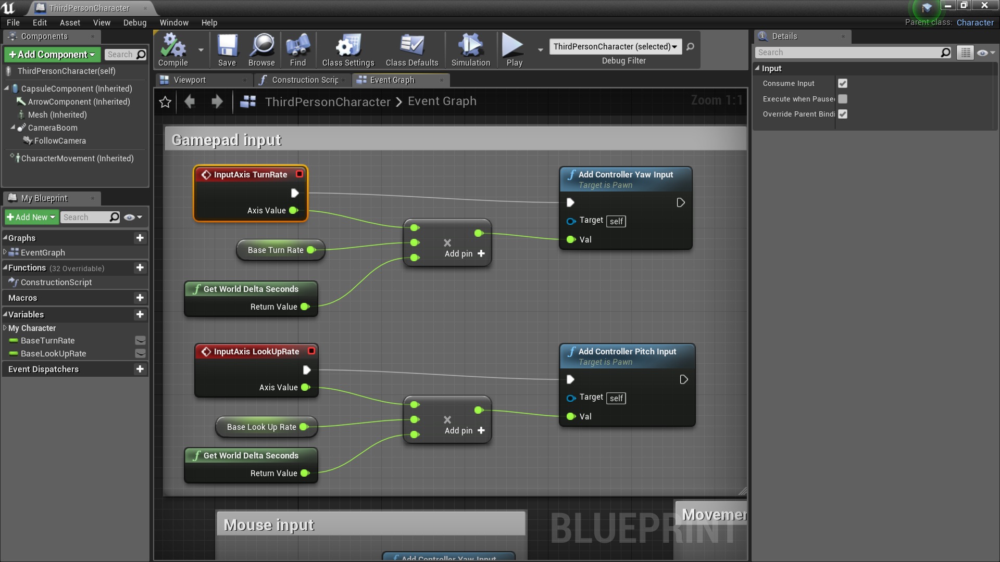 ThirdPersonCharacter
File Edit Asset View Debug Window Help
Parent class: Character
Components
+Add Component
Search
ThirdPersonCharacter(self)
CapsuleComponent (Inherited)
ArrowComponent (Inherited)
Mesh (Inherited)
CameraBoom
FollowCamera
CharacterMovement (Inherited)
My Blueprint
+Add New
Search
Graphs
EventGraph
Functions (32 Overridable)
ConstructionScript
Macros
Variables
My Character
BaseTurnRate
BaseLookUpRate
Event Dispatchers
Compile
Save
Browse
Find
Class Settings
Class Defaults
Simulation
Play
ThirdPersonCharacter (selected)
Debug Filter
Viewport
Construction Scrip
Event Graph
ThirdPersonCharacter > Event Graph
Zoom 1:1
Gamepad input
InputAxis TurnRate
Axis Value
Base Turn Rate
Get World Delta Seconds
Return Value
Add pin +
Add Controller Yaw Input
Target is Pawn
Target self
Val
InputAxis LookUpRate
Axis Value
Base Look Up Rate
Get World Delta Seconds
Return Value
Add pin +
Add Controller Pitch Input
Target is Pawn
Target self
Val
Mouse input
Add Controller Yaw Input
BLUEPRINT
Movemen
Details
Search
Input
Consume Input
Execute when Pause
Override Parent Bindi